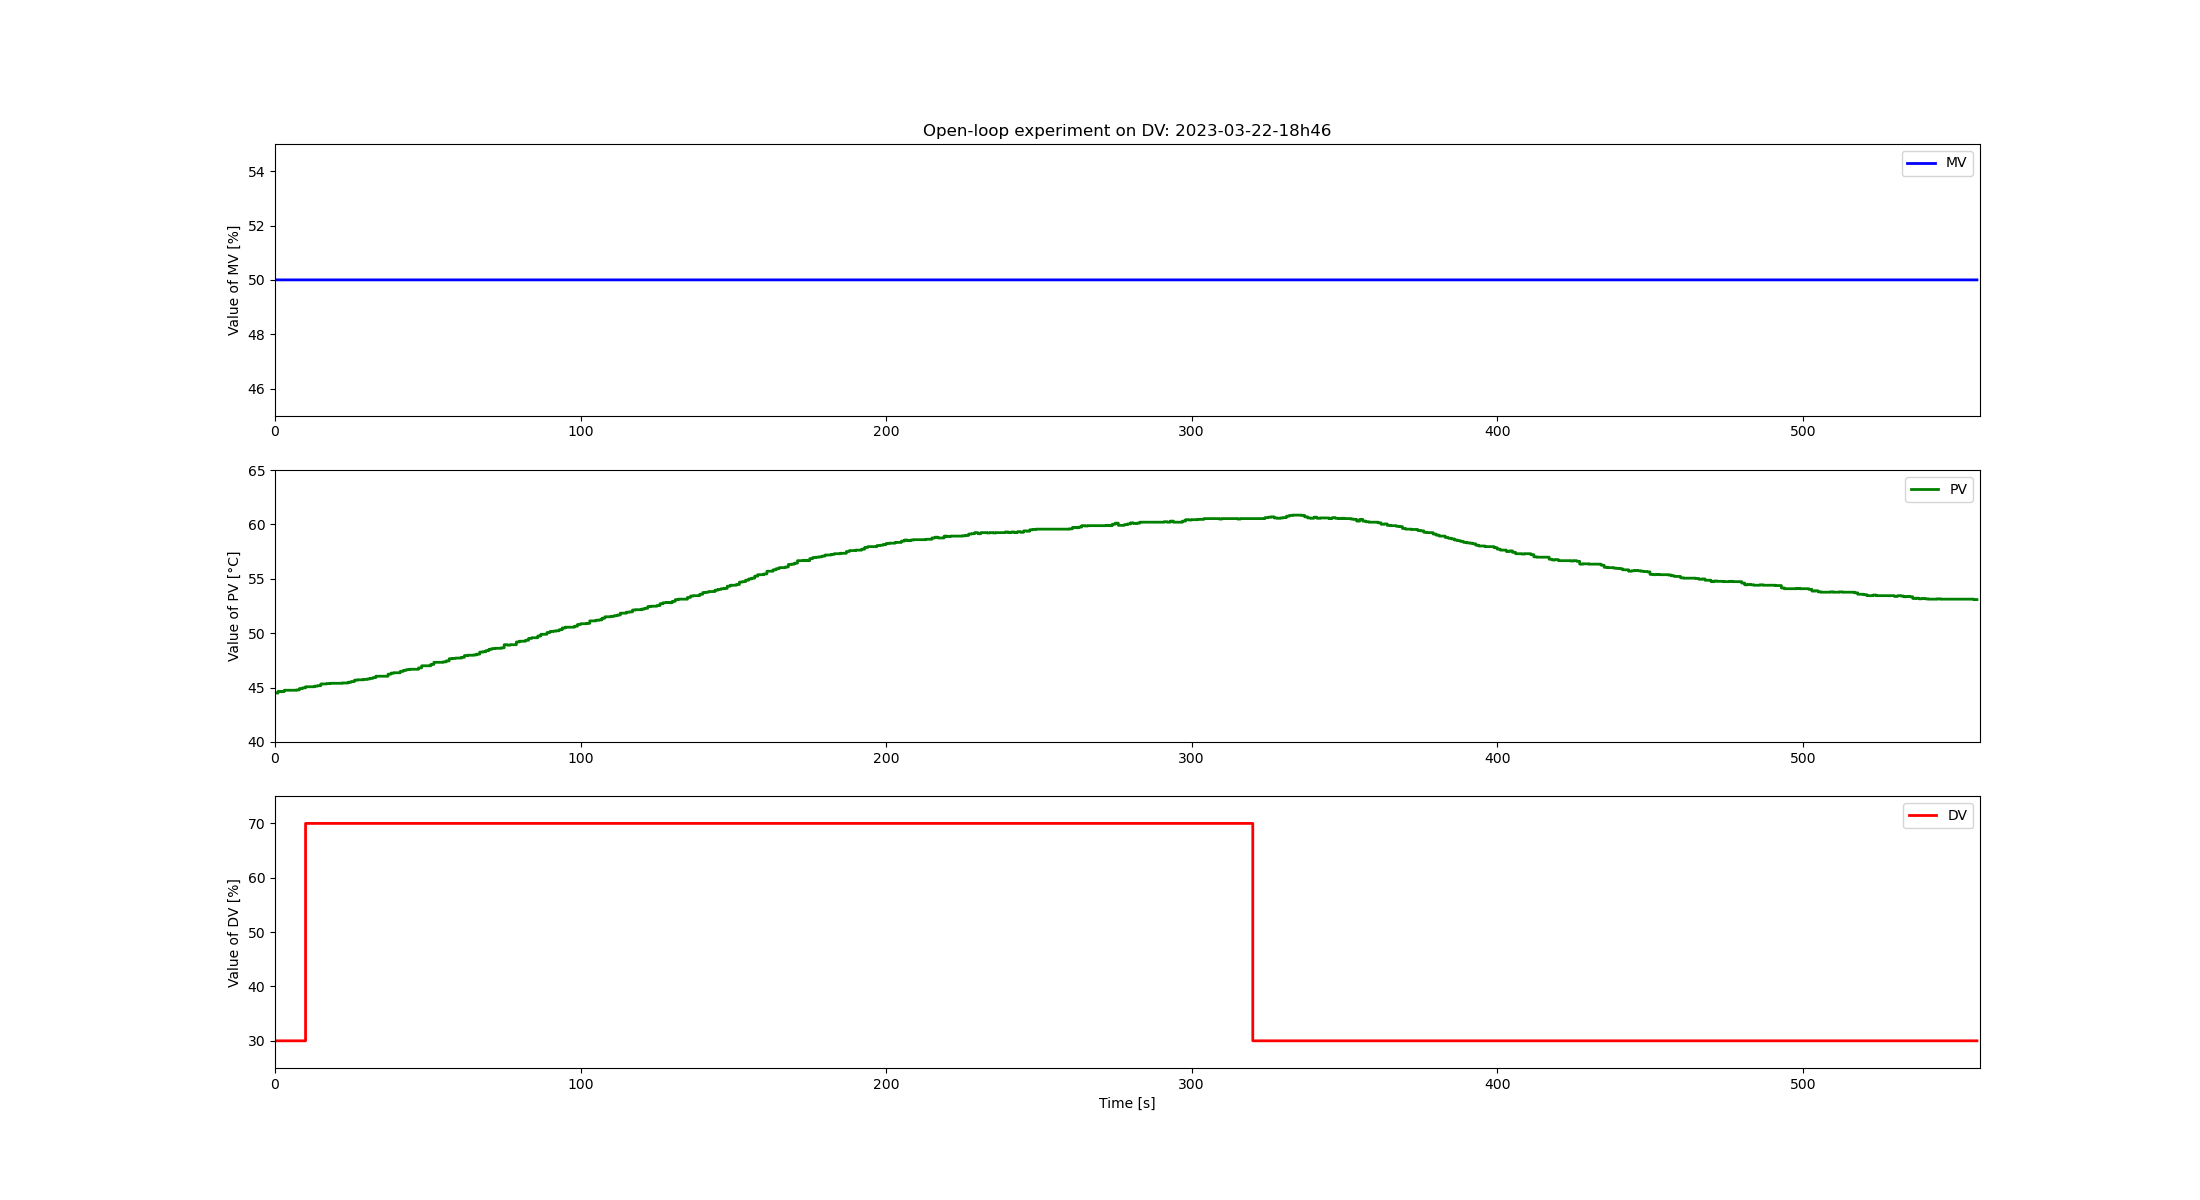 Open-loop experiment on DV: 2023-03-22-18h46
MV
54
52
50
48
46
Value of MV [%]
0 100 200 300 400 500
PV
65
60
55
50
45
40
Value of PV [°C]
0 100 200 300 400 500
DV
70
60
50
40
30
Value of DV [%]
0 100 200 300 400 500
Time [s]